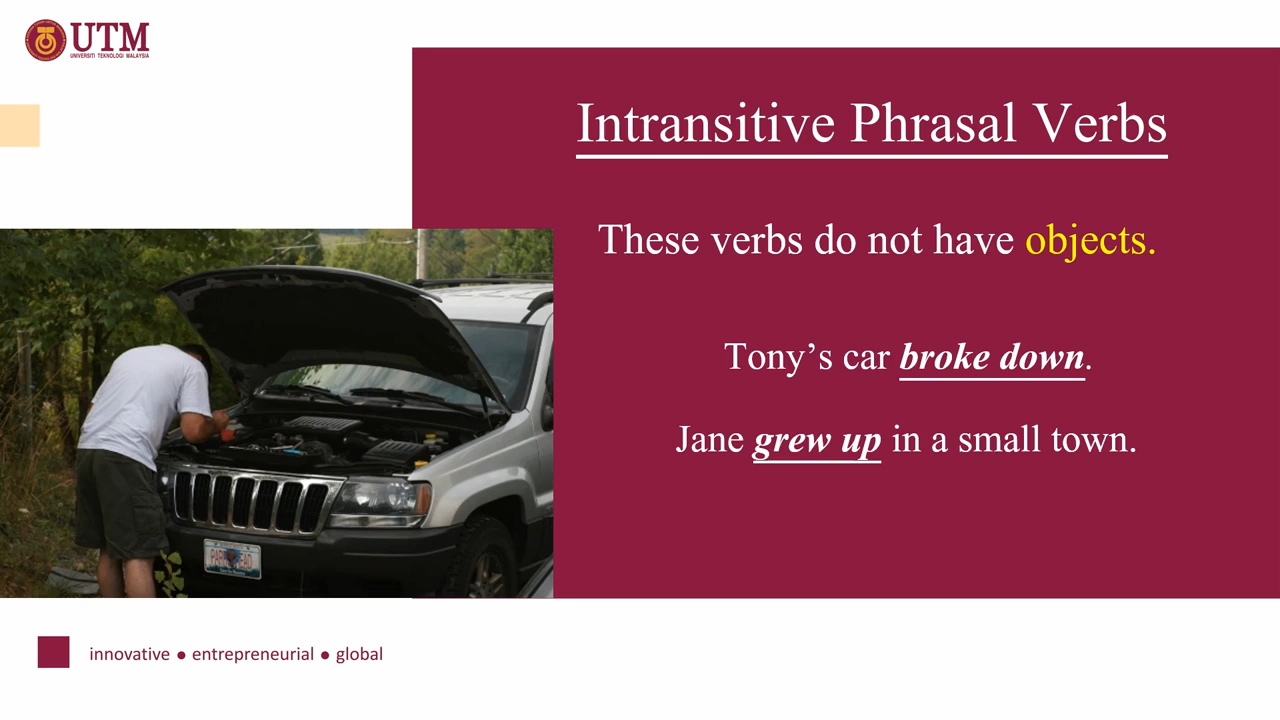 UTM
UNIVERSITI TEKNOLOGI MALAYSIA
Intransitive Phrasal Verbs
These verbs do not have objects.
Tony’s car broke down.
Jane grew up in a small town.
innovative ● entrepreneurial ● global